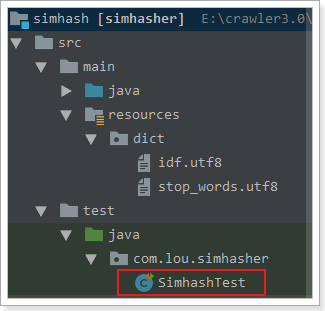 simhash [simhasher] E:\crawler3.0\
src
main
java
resources
dict
idf.utf8
stop_words.utf8
test
java
com.lou.simhasher
SimhashTest